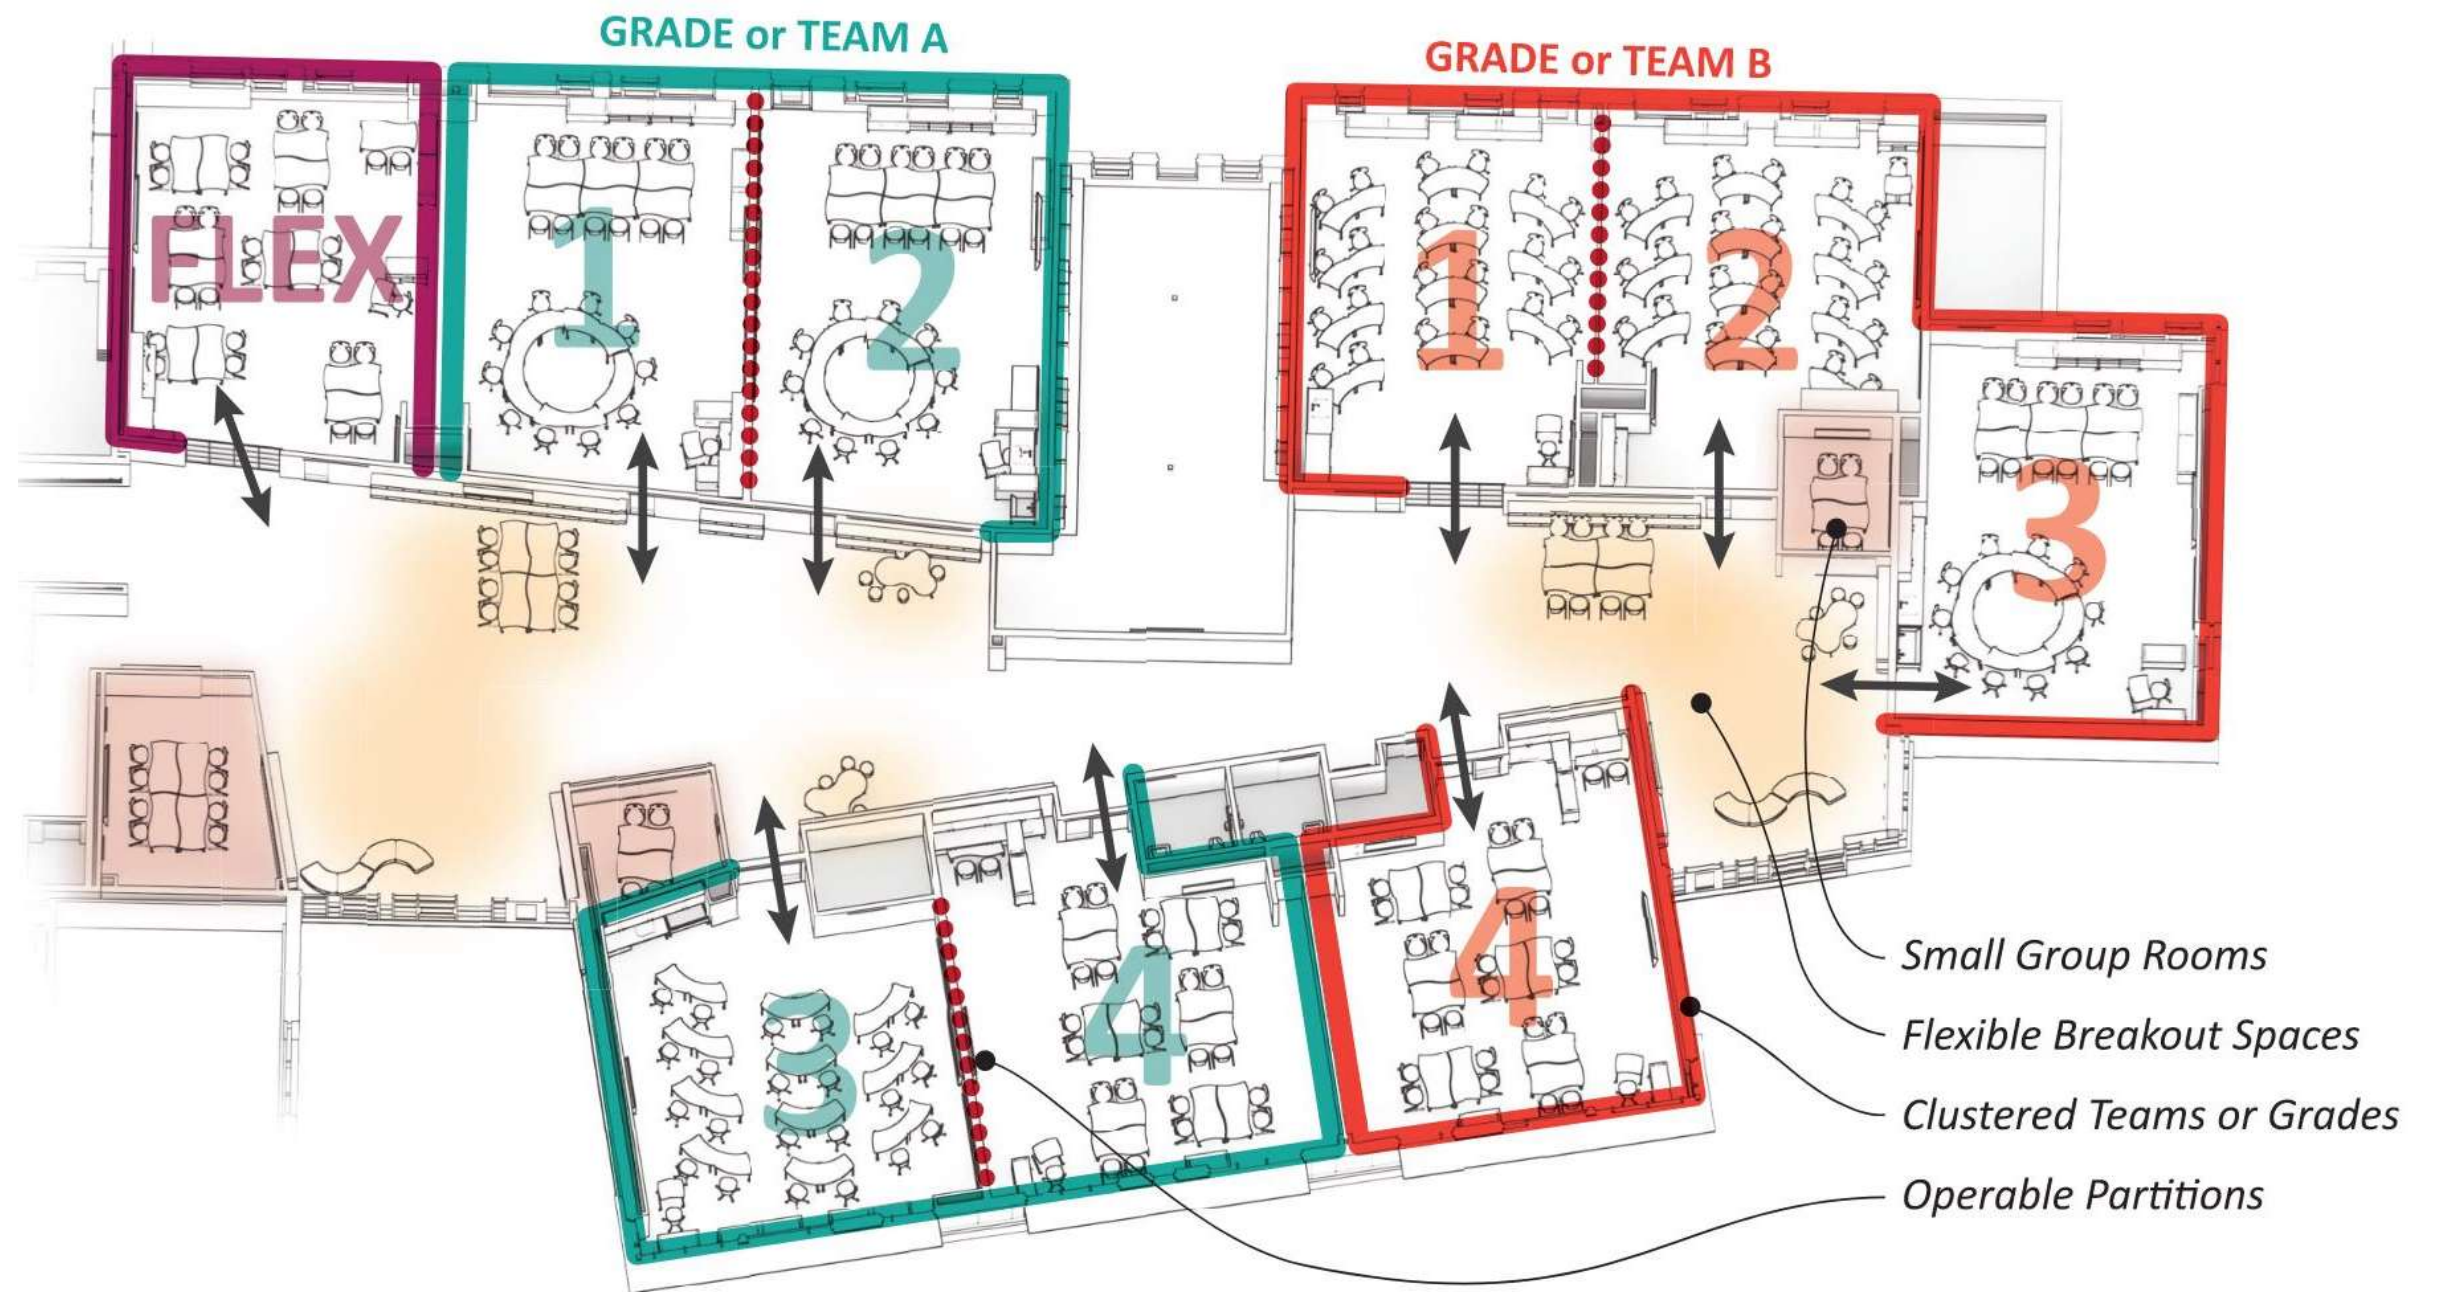 GRADE or TEAM A
GRADE or TEAM B
FLEX
1
2
1
2
3
3
4
4
Small Group Rooms
Flexible Breakout Spaces
Clustered Teams or Grades
Operable Partitions